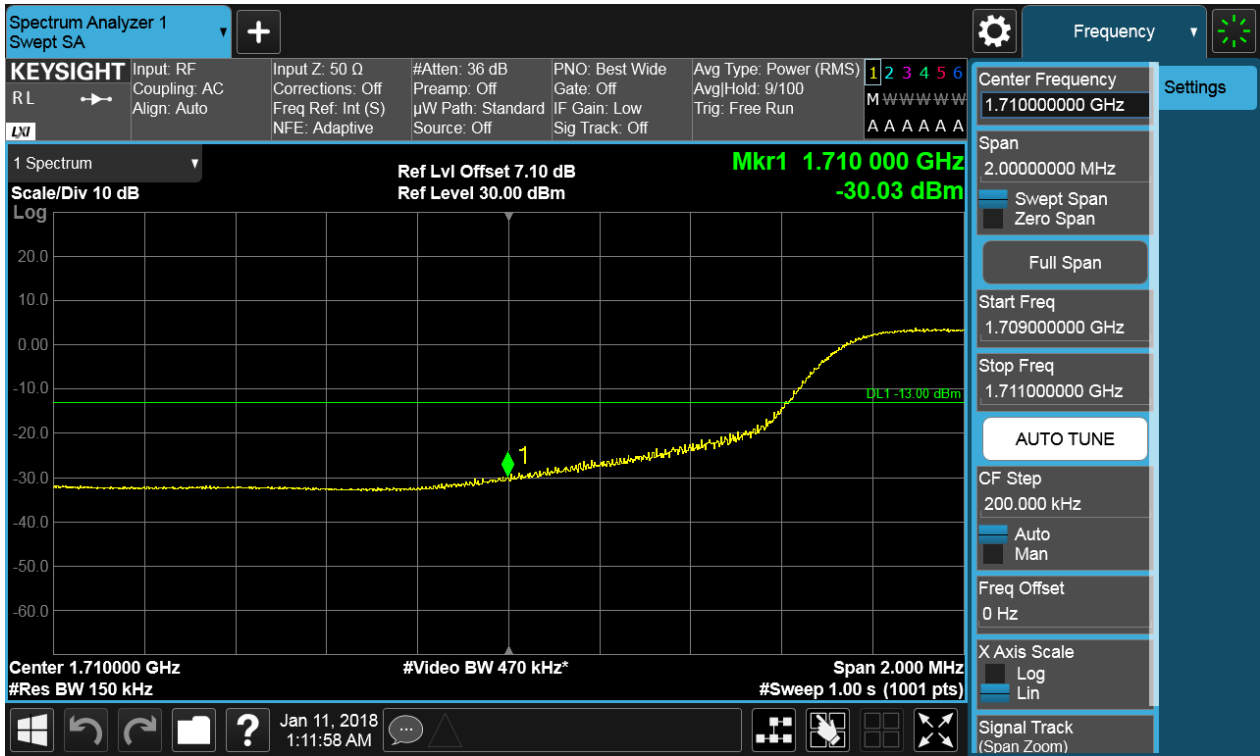 Spectrum Analyzer 1
Swept SA
+
Frequency
KEYSIGHT
R L
LXI
Input: RF
Coupling: AC
Align: Auto
Input Z: 50 Ω
Corrections: Off
Freq Ref: Int (S)
NFE: Adaptive
#Atten: 36 dB
Preamp: Off
µW Path: Standard
Source: Off
PNO: Best Wide
Gate: Off
IF Gain: Low
Sig Track: Off
Avg Type: Power (RMS)
Avg|Hold: 9/100
Trig: Free Run
1 2 3 4 5 6
M W W W W W
A A A A A A
1 Spectrum
Scale/Div 10 dB
Log
Ref Lvl Offset 7.10 dB
Ref Level 30.00 dBm
Mkr1 1.710 000 GHz
-30.03 dBm
20.0
10.0
0.00
-10.0
-20.0
-30.0
-40.0
-50.0
-60.0
DL1 -13.00 dBm
1
Center 1.710000 GHz
#Res BW 150 kHz
#Video BW 470 kHz*
Span 2.000 MHz
#Sweep 1.00 s (1001 pts)
Center Frequency
1.710000000 GHz
Span
2.00000000 MHz
Swept Span
Zero Span
Full Span
Start Freq
1.709000000 GHz
Stop Freq
1.711000000 GHz
AUTO TUNE
CF Step
200.000 kHz
Auto
Man
Freq Offset
0 Hz
X Axis Scale
Log
Lin
Signal Track
(Span Zoom)
Settings
?
Jan 11, 2018
1:11:58 AM